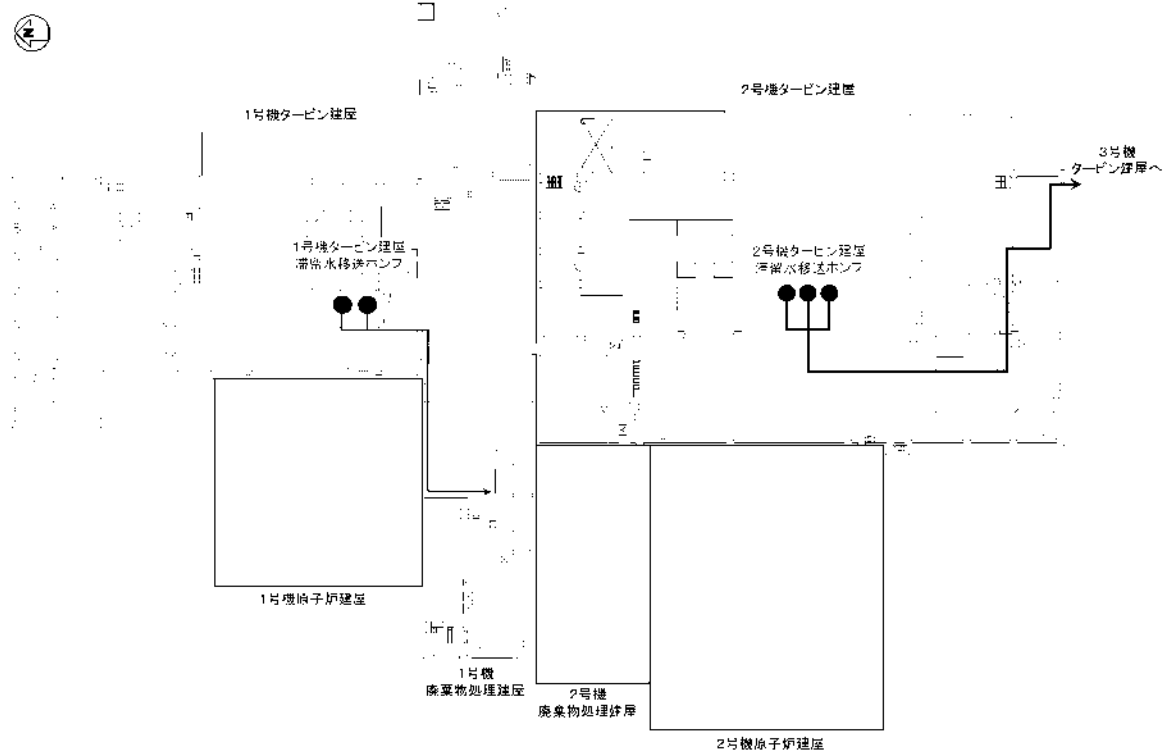 N
2号機タービン建屋
1号機タービン建屋
3号機
タービン建屋へ
1号機タービン建屋
滞留水移送ポンプ
2号機タービン建屋
滞留水移送ポンプ
1号機原子炉建屋
1号機
廃棄物処理建屋
2号機
廃棄物処理建屋
2号機原子炉建屋